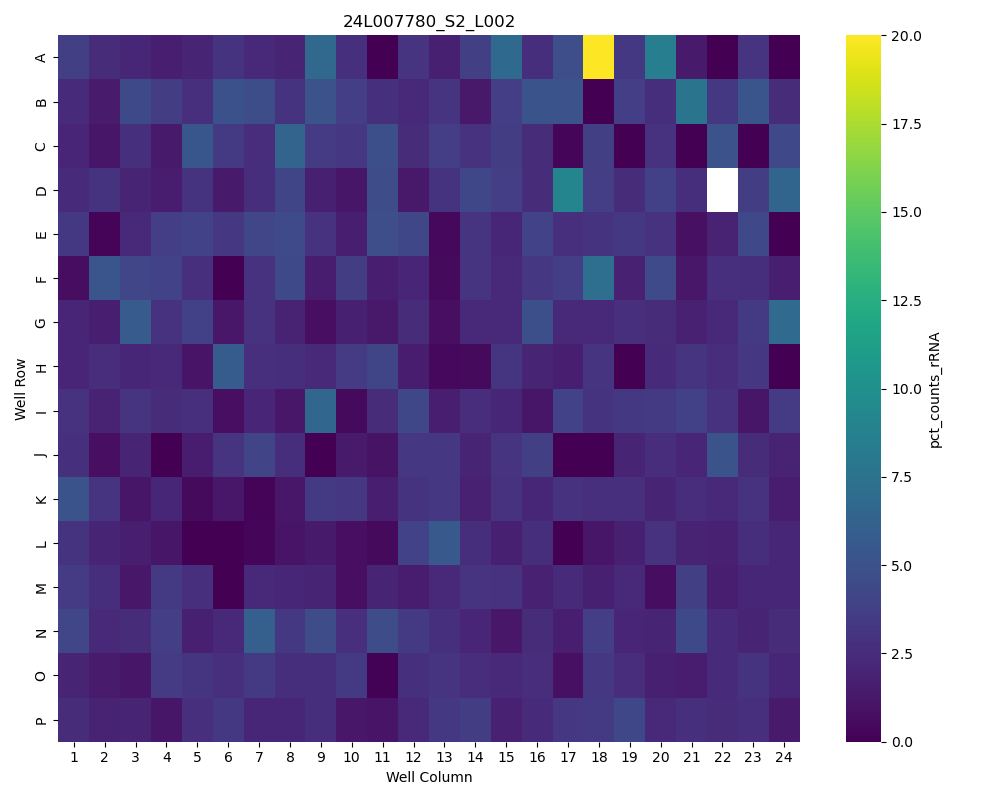 24L007780_S2_L002
A
B
C
D
E
F
G
H
I
J
K
L
M
N
O
P
Well Row
1 2 3 4 5 6 7 8 9 10 11 12 13 14 15 16 17 18 19 20 21 22 23 24
Well Column
20.0
17.5
15.0
12.5
10.0
7.5
5.0
2.5
0.0
pct_counts_rRNA